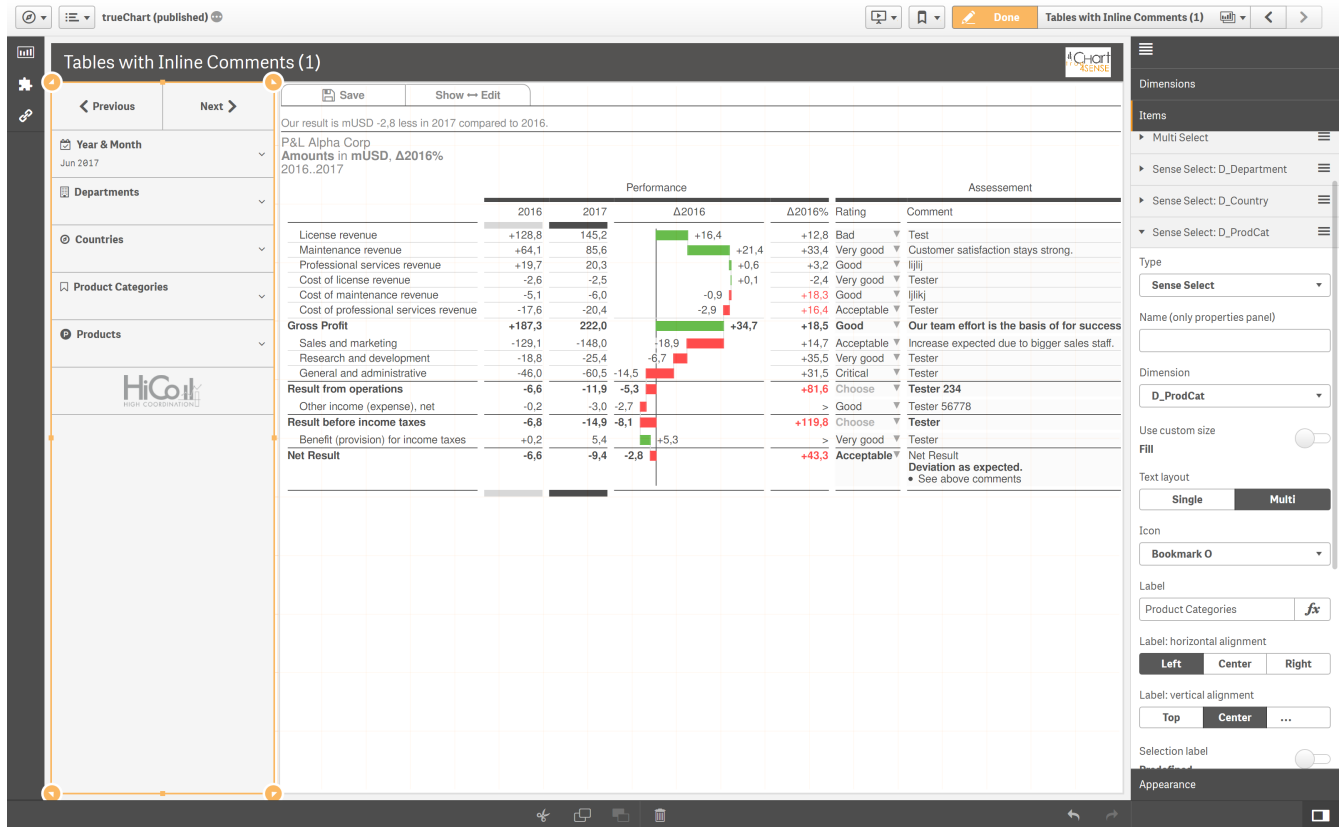 trueChart (published)
Done
Tables with Inline Comments (1)
Tables with Inline Comments (1)
Chart
4SENSE
Previous
Next
Year & Month
Jun 2017
Departments
Countries
Product Categories
Products
HiCo
HIGH COORDINATION
Save
Show ↔ Edit
Our result is mUSD -2,8 less in 2017 compared to 2016.
P&L Alpha Corp
Amounts in mUSD, Δ2016%
2016..2017
Performance Assessement
2016 2017 Δ2016 Δ2016% Rating Comment
License revenue +128,8 145,2 +16,4 +12,8 Bad Test
Maintenance revenue +64,1 85,6 +21,4 +33,4 Very good Customer satisfaction stays strong.
Professional services revenue +19,7 20,3 +0,6 +3,2 Good lijlij
Cost of license revenue -2,6 -2,5 +0,1 -2,4 Very good Tester
Cost of maintenance revenue -5,1 -6,0 -0,9 +18,3 Good ljlikj
Cost of professional services revenue -17,6 -20,4 -2,9 +16,4 Acceptable Tester
Gross Profit +187,3 222,0 +34,7 +18,5 Good Our team effort is the basis of for success
Sales and marketing -129,1 -148,0 -18,9 +14,7 Acceptable Increase expected due to bigger sales staff.
Research and development -18,8 -25,4 -6,7 +35,5 Very good Tester
General and administrative -46,0 -60,5 -14,5 +31,5 Critical Tester
Result from operations -6,6 -11,9 -5,3 +81,6 Choose Tester 234
Other income (expense), net -0,2 -3,0 -2,7 > Good Tester 56778
Result before income taxes -6,8 -14,9 -8,1 +119,8 Choose Tester
Benefit (provision) for income taxes +0,2 5,4 +5,3 > Very good Tester
Net Result -6,6 -9,4 -2,8 +43,3 Acceptable Net Result
Deviation as expected.
• See above comments
Dimensions
Items
Multi Select
Sense Select: D_Department
Sense Select: D_Country
Sense Select: D_ProdCat
Type
Sense Select
Name (only properties panel)
Dimension
D_ProdCat
Use custom size
Fill
Text layout
Single Multi
Icon
Bookmark O
Label
Product Categories fx
Label: horizontal alignment
Left Center Right
Label: vertical alignment
Top Center ...
Selection label
Predefined
Appearance